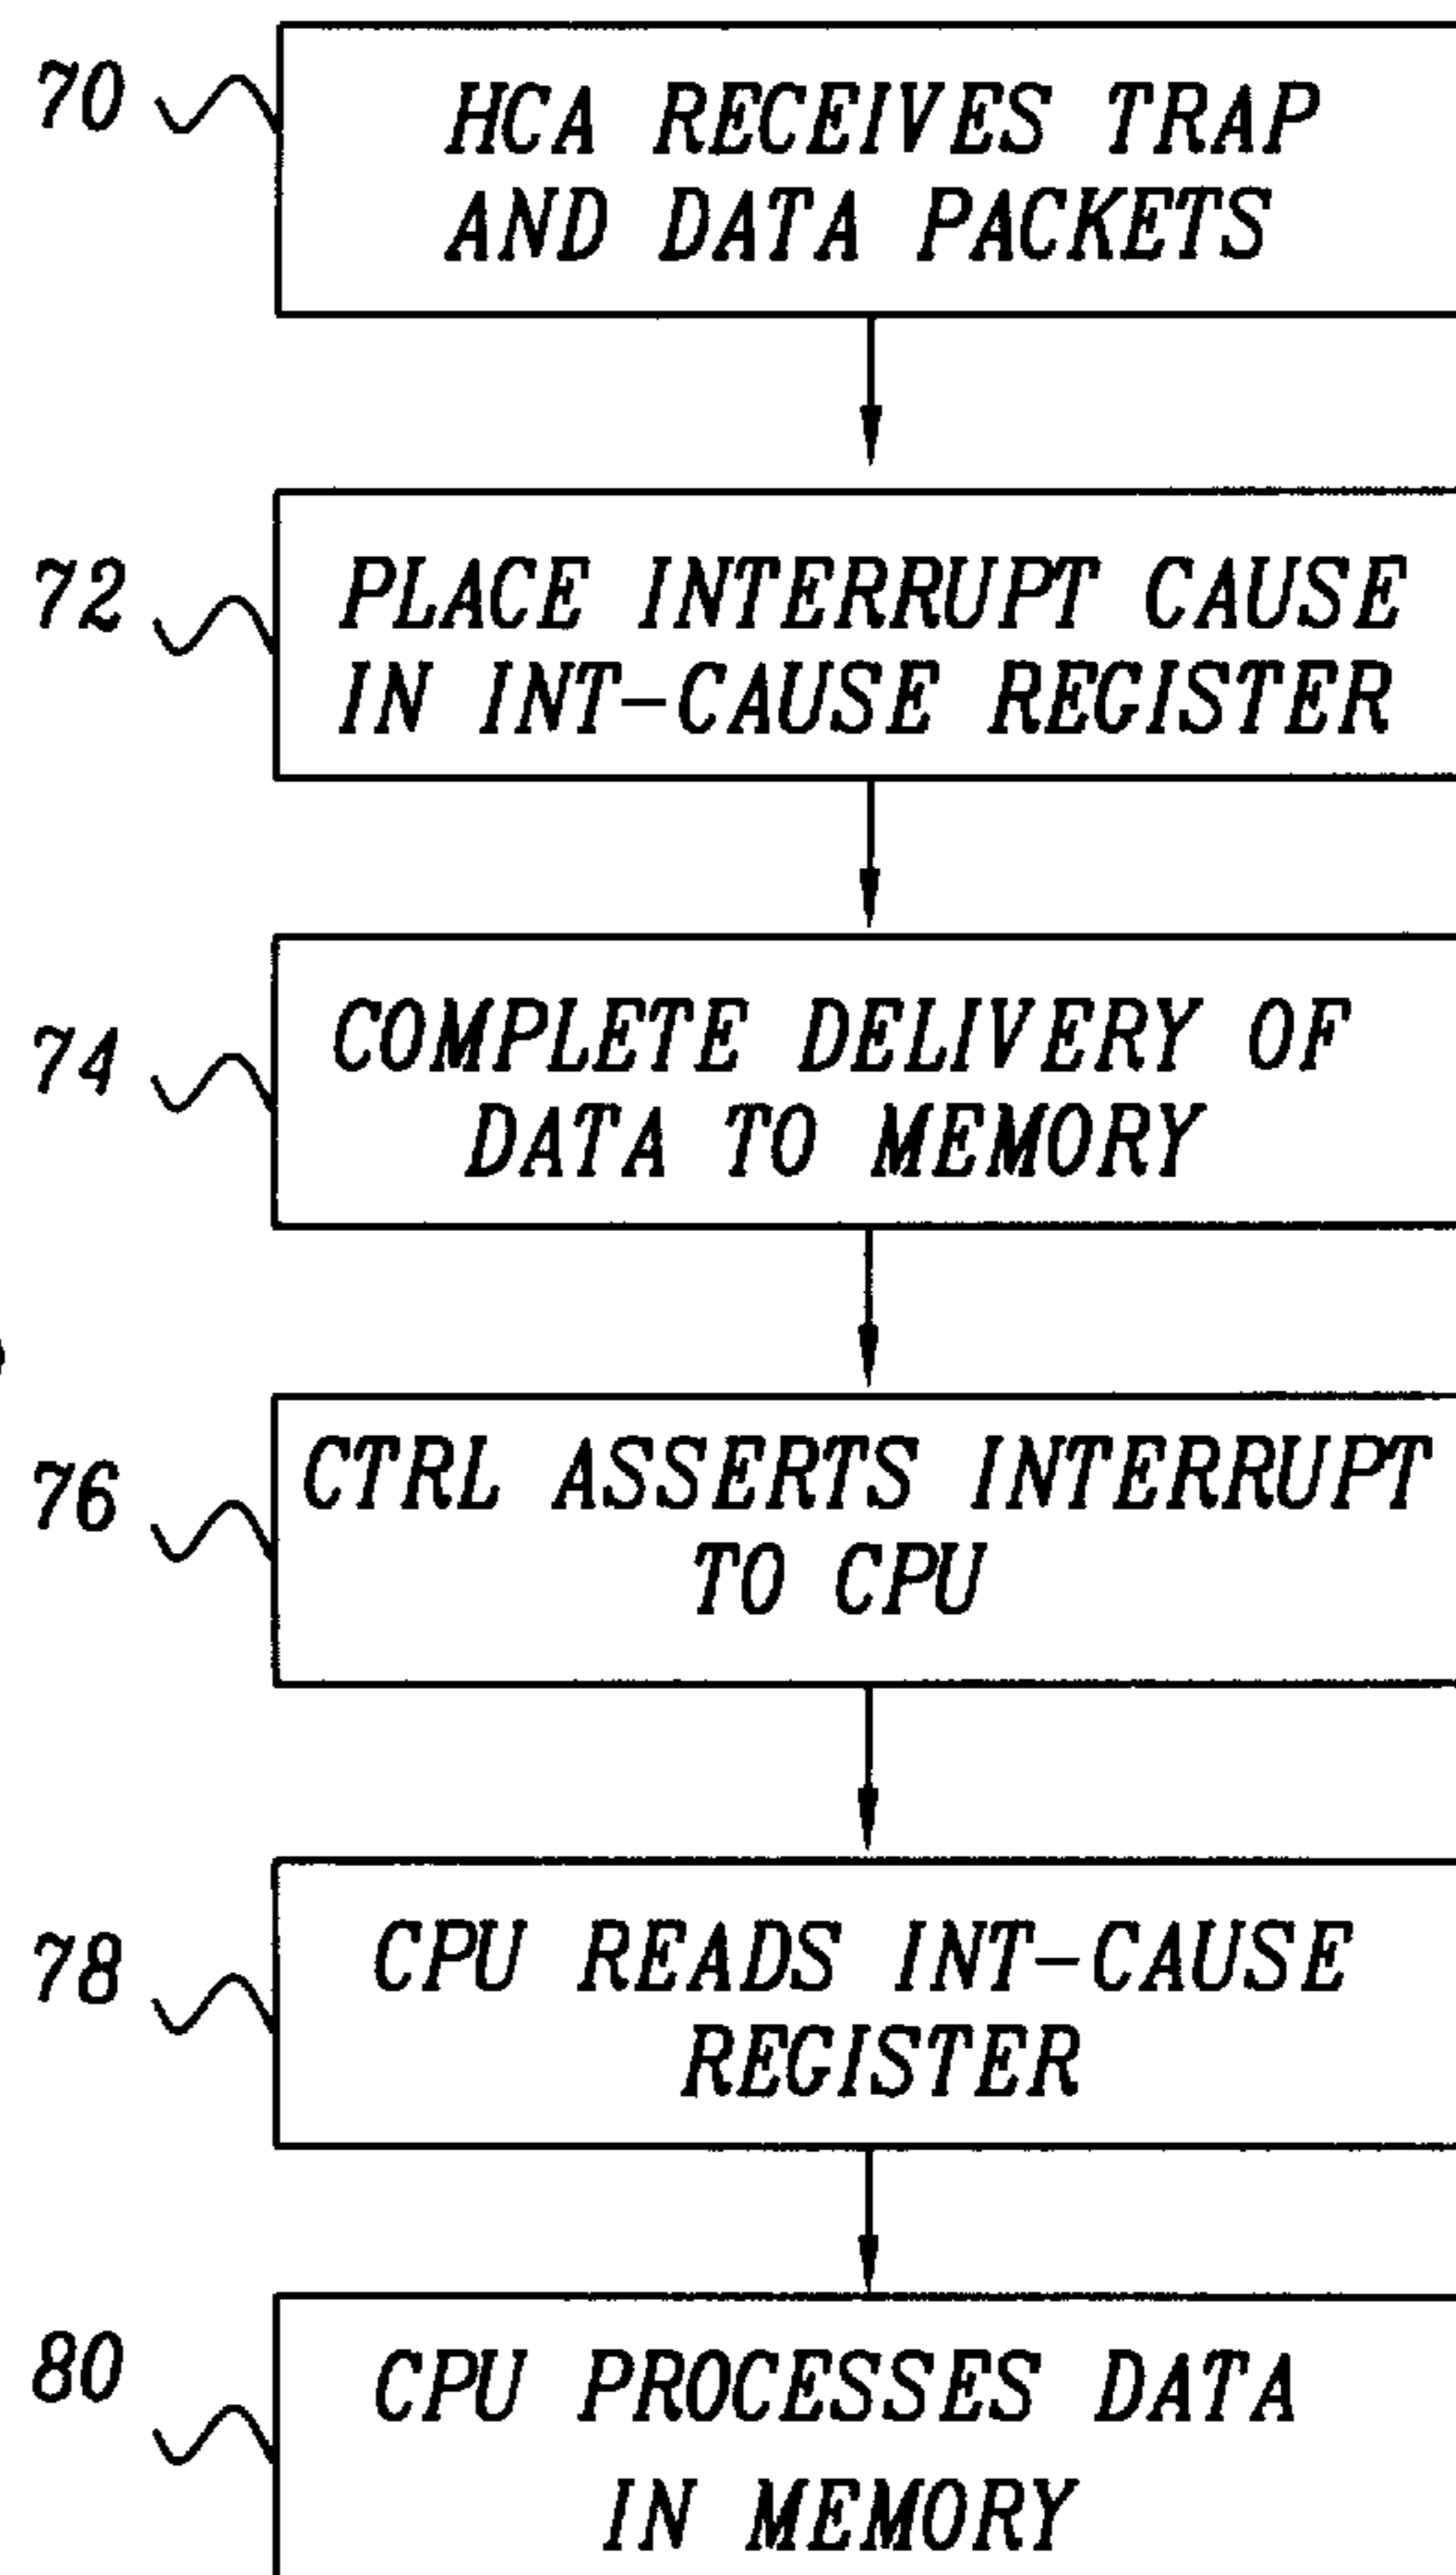 70
HCA RECEIVES TRAP
AND DATA PACKETS
72
PLACE INTERRUPT CAUSE
IN INT-CAUSE REGISTER
74
COMPLETE DELIVERY OF
DATA TO MEMORY
76
CTRL ASSERTS INTERRUPT
TO CPU
78
CPU READS INT-CAUSE
REGISTER
80
CPU PROCESSES DATA
IN MEMORY